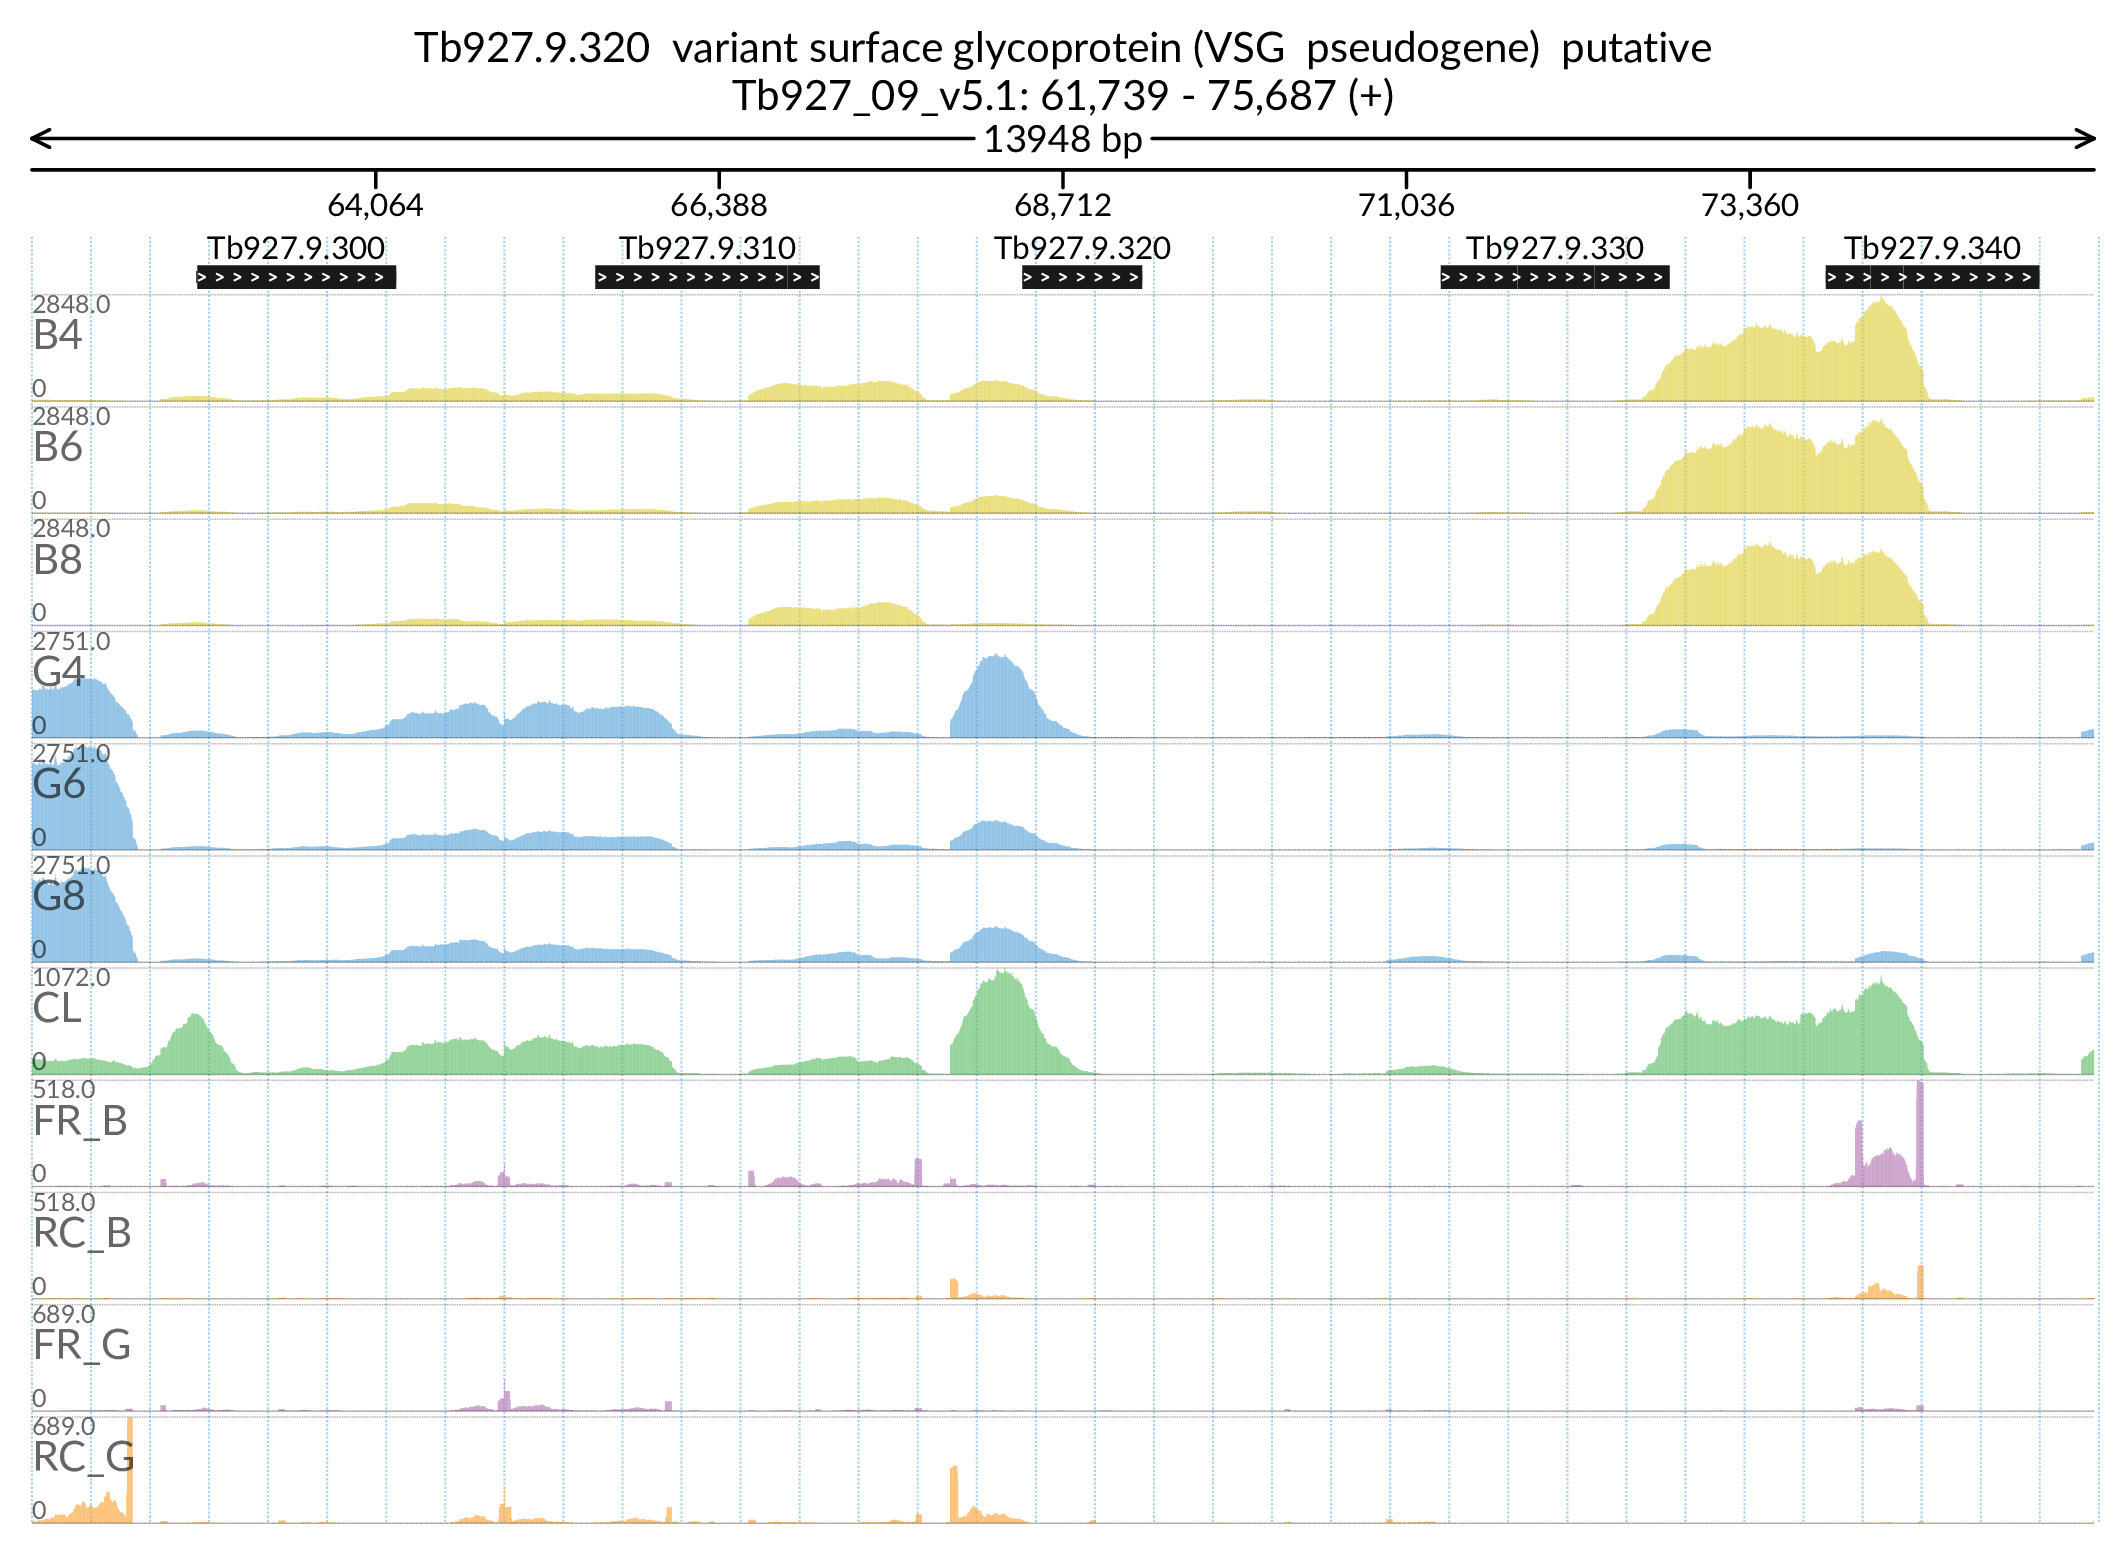 Tb927.9.320 variant surface glycoprotein (VSG pseudogene) putative
Tb927_09_v5.1: 61,739 - 75,687 (+)
13948 bp
64,064 66,388 68,712 71,036 73,360
Tb927.9.300 Tb927.9.310 Tb927.9.320 Tb927.9.330 Tb927.9.340
2848.0
B4
0
2848.0
B6
0
2848.0
B8
0
2751.0
G4
0
2751.0
G6
0
2751.0
G8
0
1072.0
CL
0
518.0
FR_B
0
518.0
RC_B
0
689.0
FR_G
0
689.0
RC_G
0